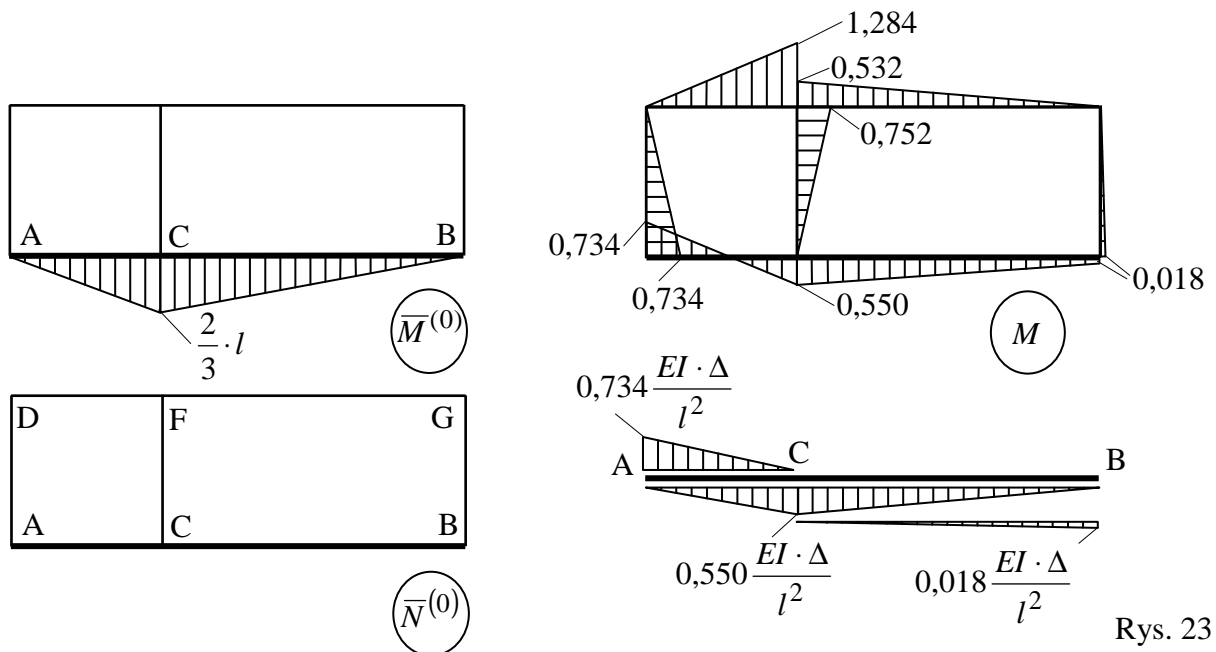 A
C
B
2/3 · l
M̅⁽⁰⁾
D
F
G
A
C
B
N̅⁽⁰⁾
1,284
0,532
0,752
0,734
0,734
0,550
0,018
M
0,734 EI · Δ / l²
A
C
B
0,550 EI · Δ / l²
0,018 EI · Δ / l²
Rys. 23